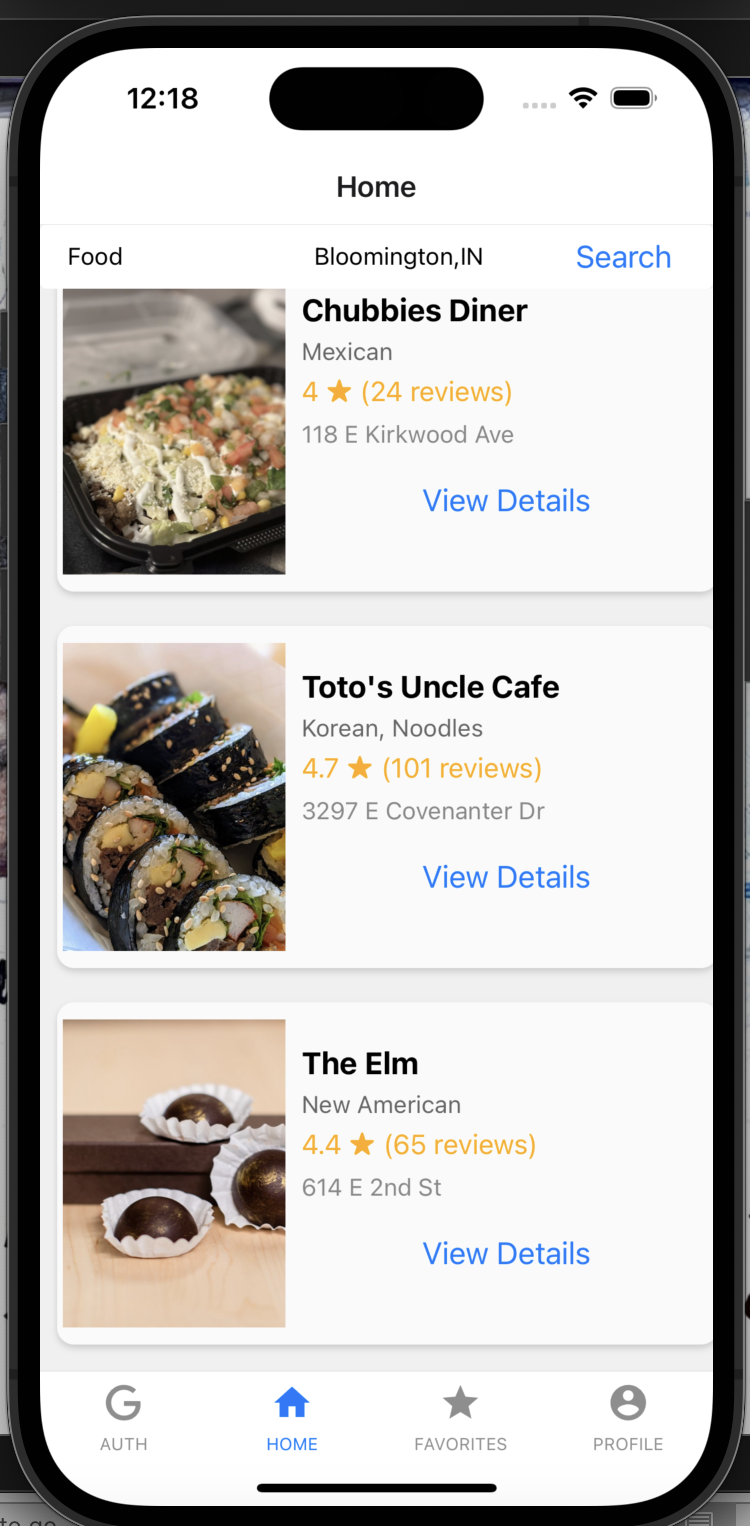 12:18
Home
Food Bloomington,IN Search
Chubbies Diner
Mexican
4 ★ (24 reviews)
118 E Kirkwood Ave
View Details
Toto's Uncle Cafe
Korean, Noodles
4.7 ★ (101 reviews)
3297 E Covenanter Dr
View Details
The Elm
New American
4.4 ★ (65 reviews)
614 E 2nd St
View Details
AUTH HOME FAVORITES PROFILE